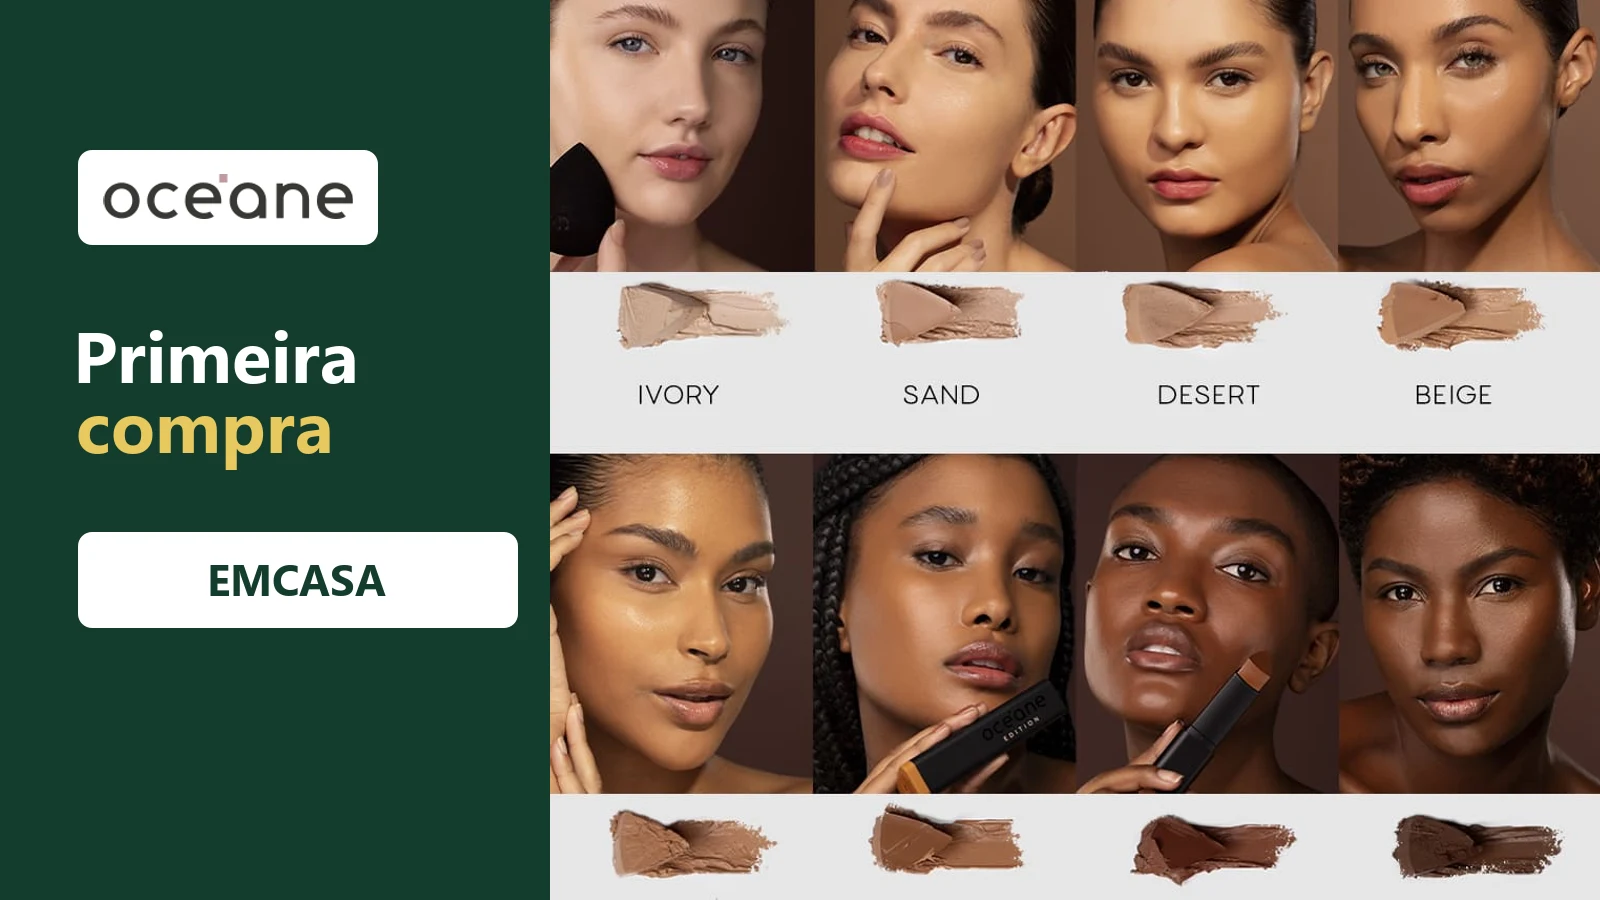 oceane
Primeira
compra
EMCASA
IVORY
SAND
DESERT
BEIGE
oceane
EDITION